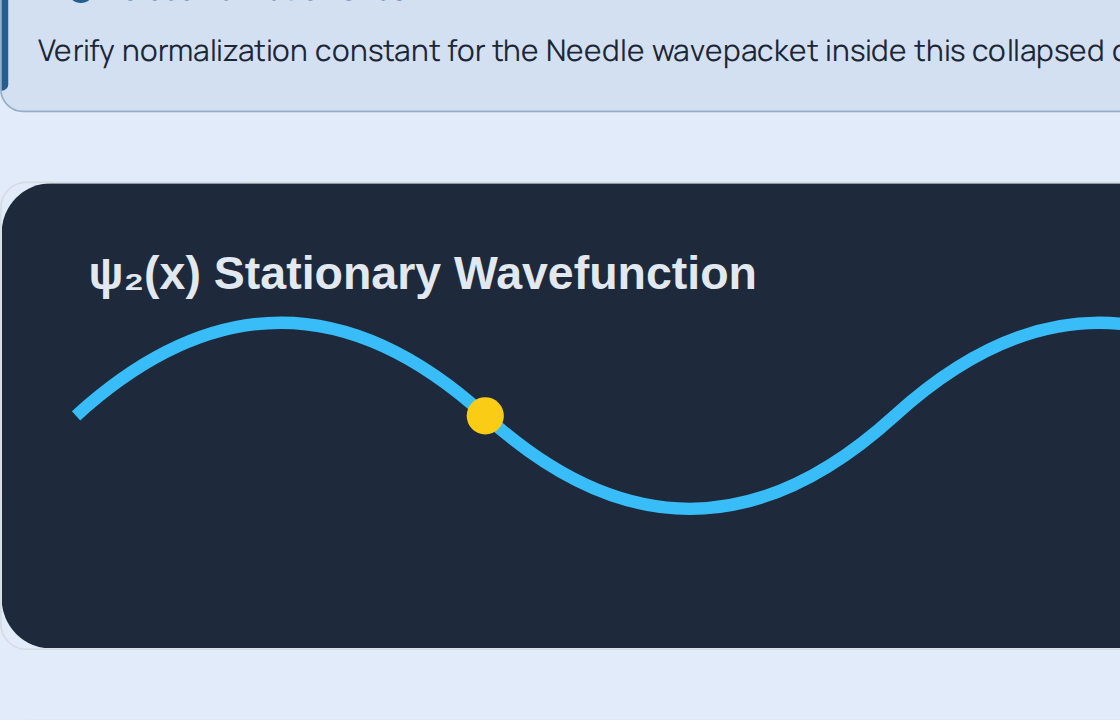 Verify normalization constant for the Needle wavepacket inside this collapsed
ψ₂(x) Stationary Wavefunction